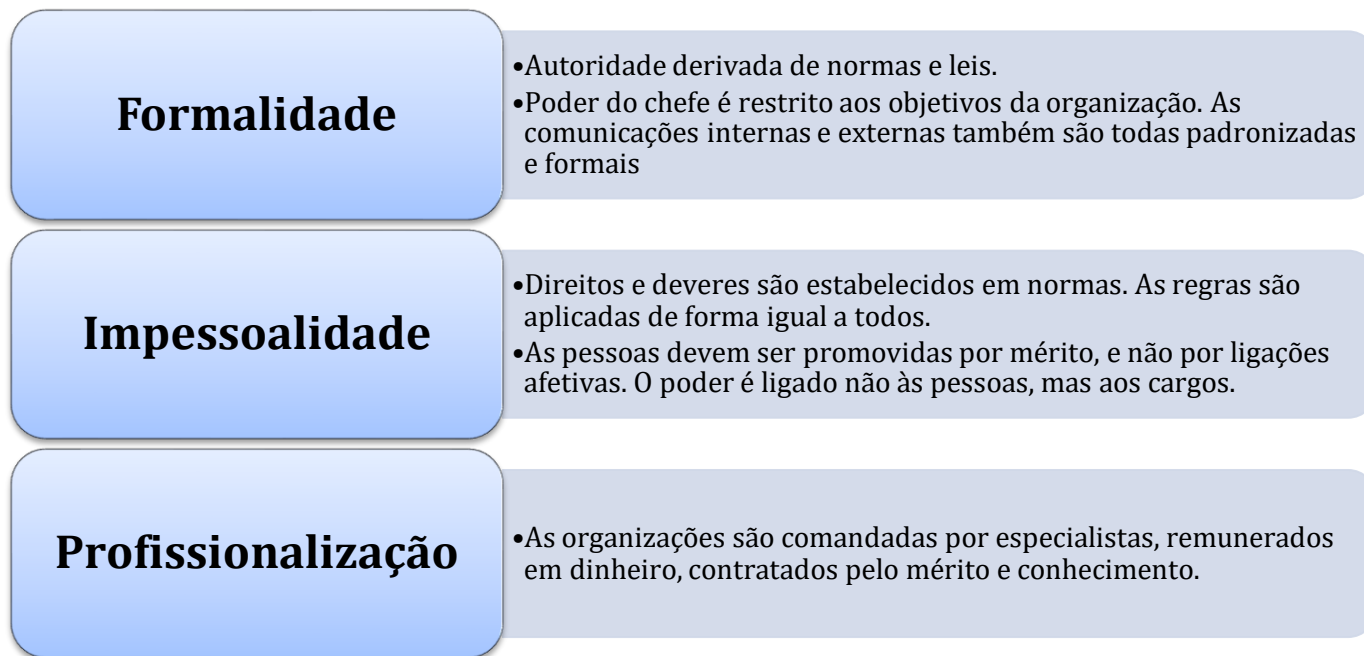 Formalidade
•Autoridade derivada de normas e leis.
•Poder do chefe é restrito aos objetivos da organização. As
comunicações internas e externas também são todas padronizadas
e formais
Impessoalidade
•Direitos e deveres são estabelecidos em normas. As regras são
aplicadas de forma igual a todos.
•As pessoas devem ser promovidas por mérito, e não por ligações
afetivas. O poder é ligado não às pessoas, mas aos cargos.
Profissionalização
•As organizações são comandadas por especialistas, remunerados
em dinheiro, contratados pelo mérito e conhecimento.